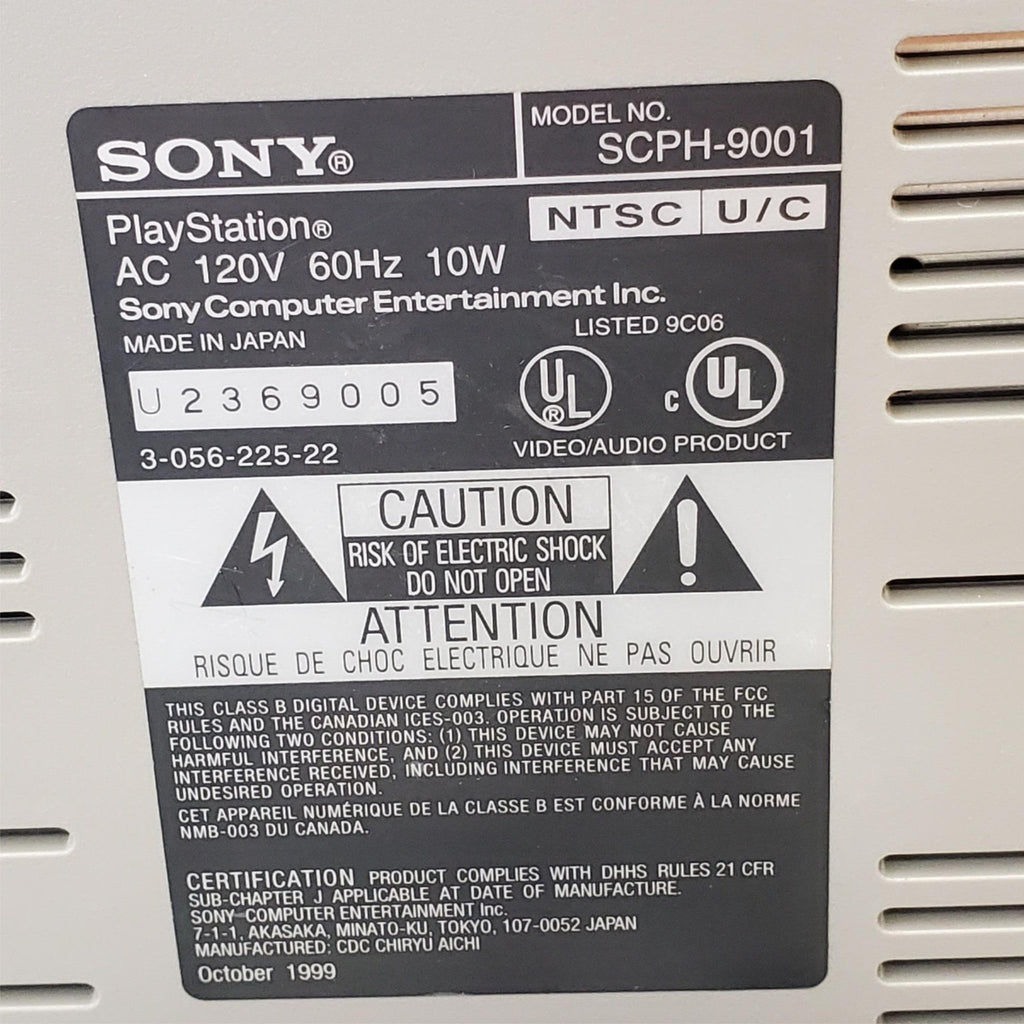 SONY®
MODEL NO.
SCPH-9001
PlayStation®
NTSC U/C
AC 120V 60Hz 10W
Sony Computer Entertainment Inc.
MADE IN JAPAN
LISTED 9C06
U2369005
UL®
C UL
3-056-225-22
VIDEO/AUDIO PRODUCT
CAUTION
RISK OF ELECTRIC SHOCK
DO NOT OPEN
ATTENTION
RISQUE DE CHOC ELECTRIQUE NE PAS OUVRIR
THIS CLASS B DIGITAL DEVICE COMPLIES WITH PART 15 OF THE FCC
RULES AND THE CANADIAN ICES-003. OPERATION IS SUBJECT TO THE
FOLLOWING TWO CONDITIONS: (1) THIS DEVICE MAY NOT CAUSE
HARMFUL INTERFERENCE, AND (2) THIS DEVICE MUST ACCEPT ANY
INTERFERENCE RECEIVED, INCLUDING INTERFERENCE THAT MAY CAUSE
UNDESIRED OPERATION.
CET APPAREIL NUMÉRIQUE DE LA CLASSE B EST CONFORME À LA NORME
NMB-003 DU CANADA.
CERTIFICATION PRODUCT COMPLIES WITH DHHS RULES 21 CFR
SUB-CHAPTER J APPLICABLE AT DATE OF MANUFACTURE.
SONY COMPUTER ENTERTAINMENT Inc.
7-1-1, AKASAKA, MINATO-KU, TOKYO, 107-0052 JAPAN
MANUFACTURED: CDC CHIRYU AICHI
October 1999